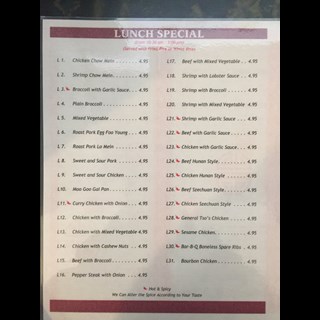 LUNCH SPECIAL
L 1. Chicken Chow Mein . . . . . . . . 4.95
L 2. Shrimp Chow Mein. . . . . . . . . 4.95
L 3. Broccoli with Garlic Sauce. . . . . 4.95
L 4. Plain Broccoli . . . . . . . . . . . 4.95
L 5. Mixed Vegetable . . . . . . . . . . 4.95
L 6. Roast Pork Egg Foo Young . . . 4.95
L 7. Roast Pork Lo Mein . . . . . . . . 4.95
L 8. Sweet and Sour Pork . . . . . . . 4.95
L 9. Sweet and Sour Chicken . . . . . 4.95
L10. Moo Goo Gai Pan . . . . . . . . . 4.95
L11. Curry Chicken with Onion . . . 4.95
L12. Chicken with Broccoli. . . . . . . 4.95
L13. Chicken with Mixed Vegetable 4.95
L14. Chicken with Cashew Nuts . . 4.95
L15. Beef with Broccoli . . . . . . . . . 4.95
L16. Pepper Steak with Onion . . . . 4.95
L17. Beef with Mixed Vegetable . . 4.95
L18. Shrimp with Lobster Sauce . . . 4.95
L19. Shrimp with Broccoli . . . . . . . 4.95
L20. Shrimp with Mixed Vegetable 4.95
L21. Shrimp with Garlic Sauce . . . . 4.95
L22. Beef with Garlic Sauce . . . . . . 4.95
L23. Chicken with Garlic Sauce . . . 4.95
L24. Beef Hunan Style. . . . . . . . . . 4.95
L25. Chicken Hunan Style . . . . . . . 4.95
L26. Beef Szechuan Style . . . . . . . . 4.95
L27. Chicken Szechuan Style . . . . . 4.95
L28. General Tso's Chicken . . . . . . 4.95
L29. Sesame Chicken. . . . . . . . . . . 4.95
L30. Bar-B-Q Boneless Spare Ribs . 4.95
L31. Bourbon Chicken . . . . . . . . . . 4.95
Hot & Spicy
We Can Alter the Spice According to Your Taste